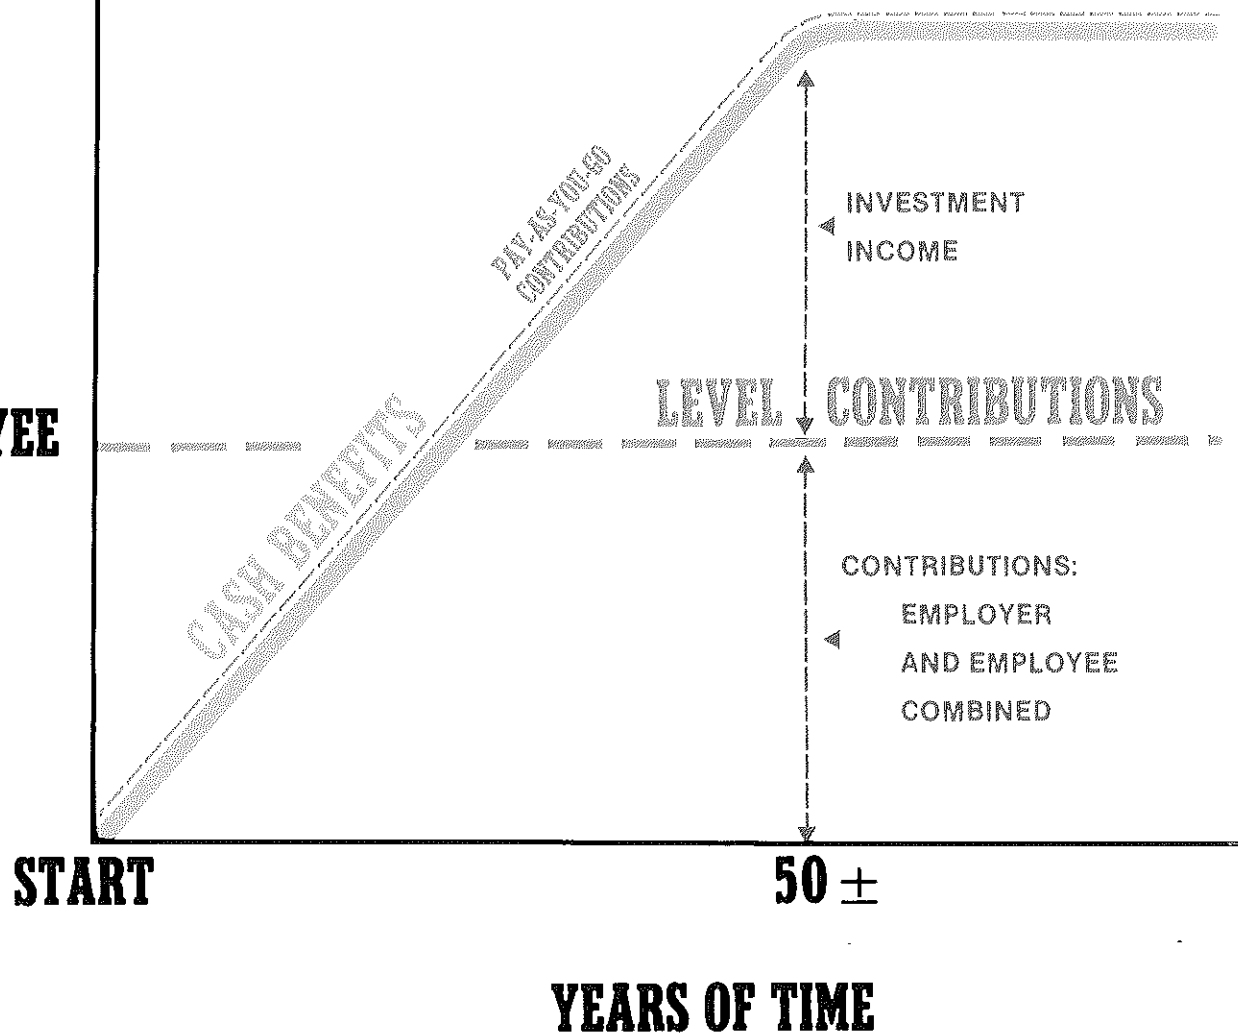 PAY-AS-YOU-GO
CONTRIBUTIONS
INVESTMENT
INCOME
LEVEL CONTRIBUTIONS
YEE
CASH BENEFITS
CONTRIBUTIONS:
EMPLOYER
AND EMPLOYEE
COMBINED
START
50 ±
YEARS OF TIME